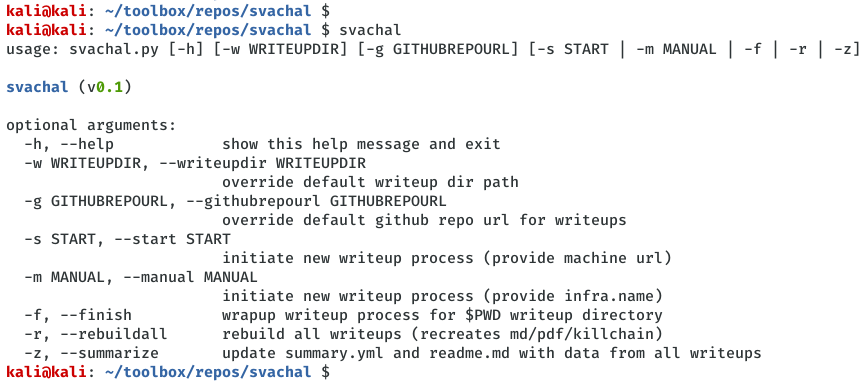 kali@kali: ~/toolbox/repos/svachal $
kali@kali: ~/toolbox/repos/svachal $ svachal
usage: svachal.py [-h] [-w WRITEUPDIR] [-g GITHUBREPOURL] [-s START | -m MANUAL | -f | -r | -z]
svachal (v0.1)
optional arguments:
-h, --help show this help message and exit
-w WRITEUPDIR, --writeupdir WRITEUPDIR
override default writeup dir path
-g GITHUBREPOURL, --githubrepourl GITHUBREPOURL
override default github repo url for writeups
-s START, --start START
initiate new writeup process (provide machine url)
-m MANUAL, --manual MANUAL
initiate new writeup process (provide infra.name)
-f, --finish wrapup writeup process for $PWD writeup directory
-r, --rebuildall rebuild all writeups (recreates md/pdf/killchain)
-z, --summarize update summary.yml and readme.md with data from all writeups
kali@kali: ~/toolbox/repos/svachal $